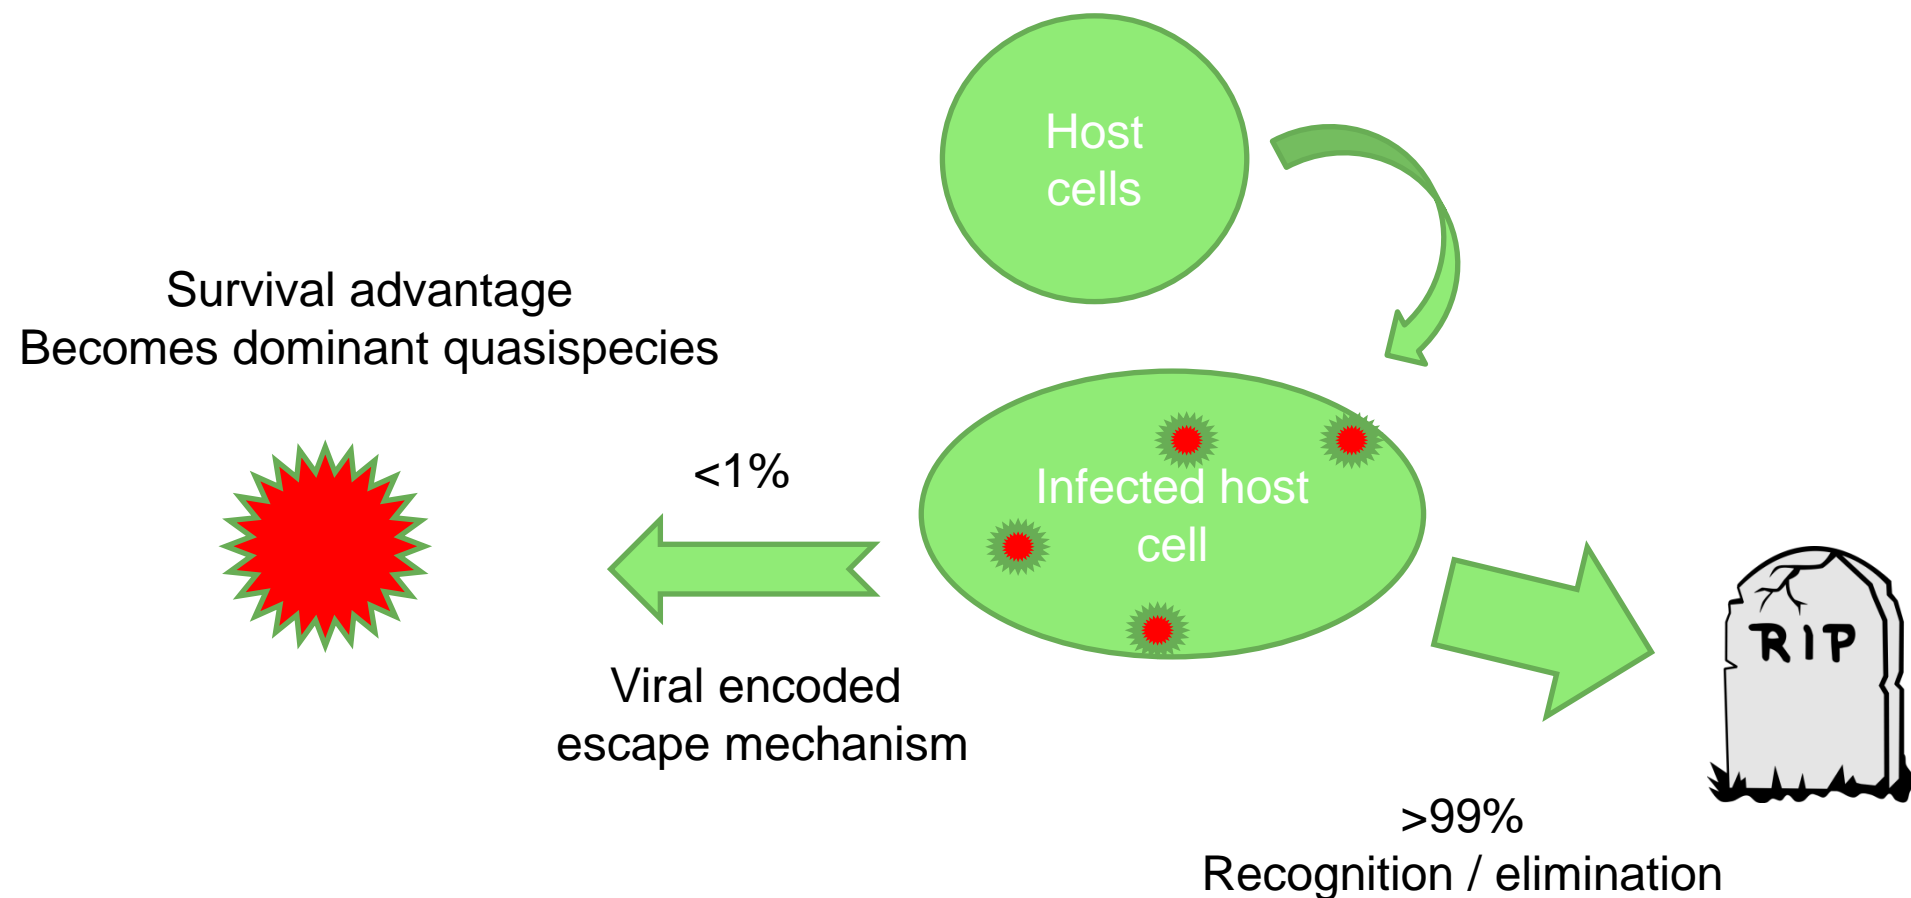 Host
cells
Survival advantage
Becomes dominant quasispecies
<1%
Infected host
cell
Viral encoded
escape mechanism
RIP
>99%
Recognition / elimination